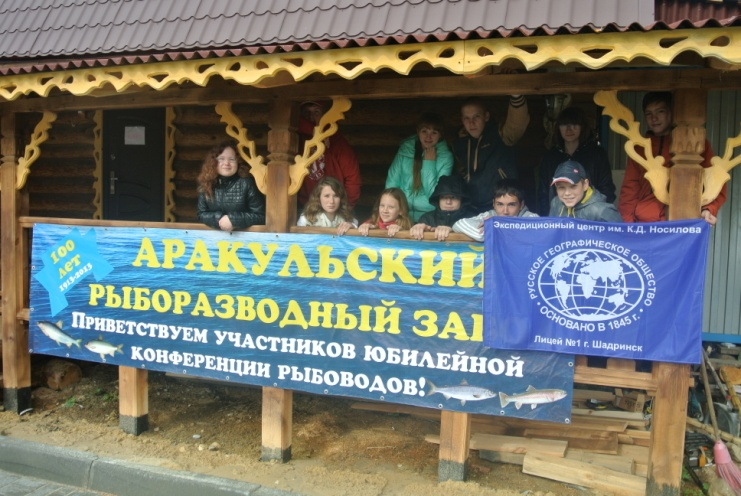 100
ЛЕТ
1913-2013
АРАКУЛЬСКИЙ
РЫБОРАЗВОДНЫЙ ЗАВ
ПРИВЕТСТВУЕМ УЧАСТНИКОВ ЮБИЛЕЙНОЙ
КОНФЕРЕНЦИИ РЫБОВОДОВ!
Экспедиционный центр им. К.Д. Носилова
РУССКОЕ ГЕОГРАФИЧЕСКОЕ ОБЩЕСТВО
ОСНОВАНО В 1845 г.
Лицей №1 г. Шадринск